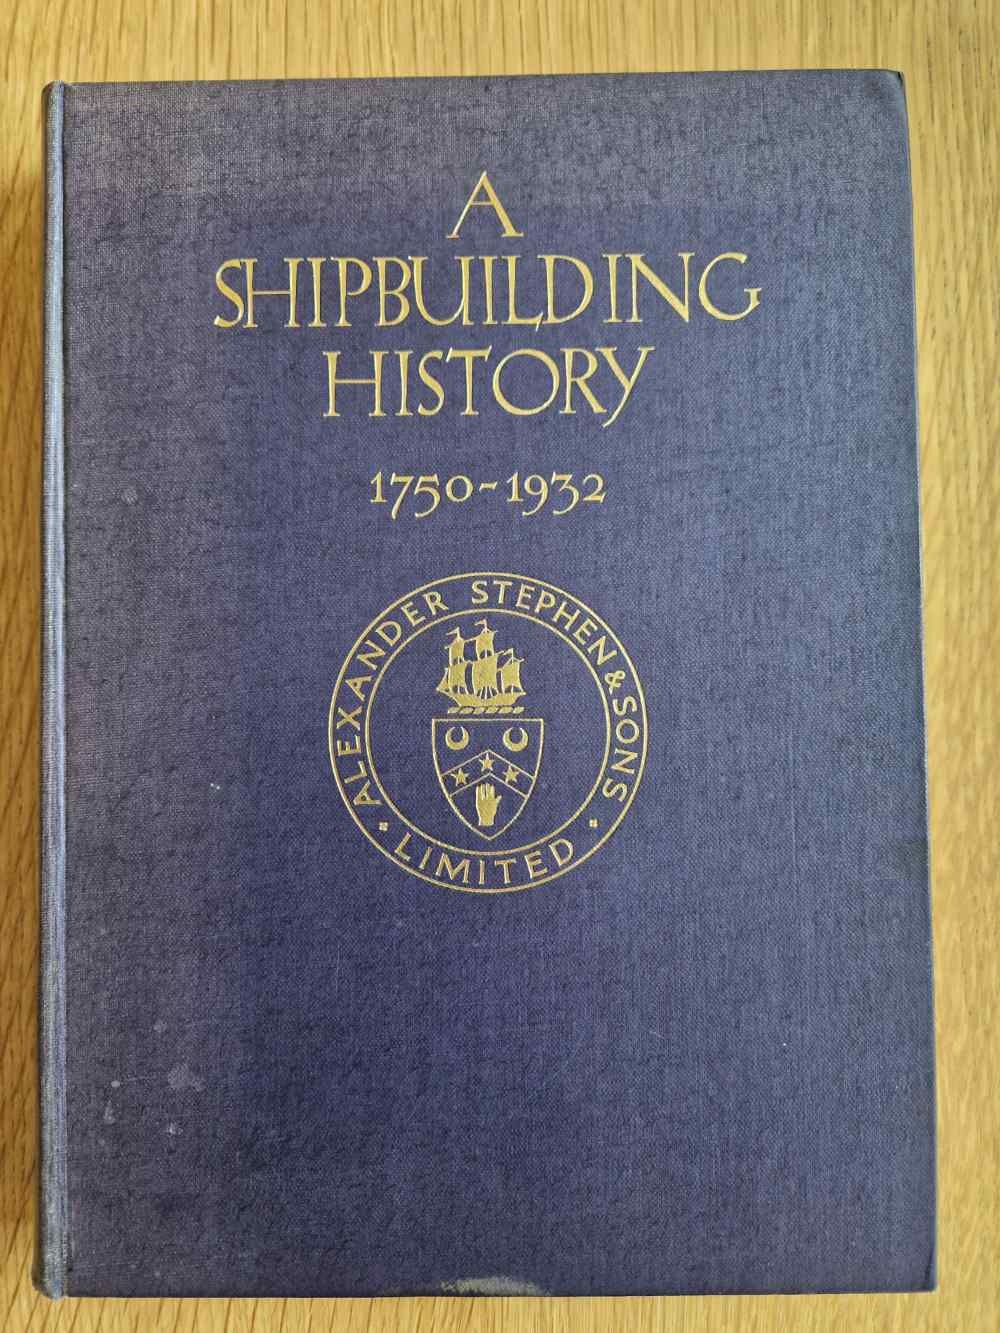 A
SHIPBUILDING
HISTORY
1750-1932
ALEXANDER STEPHEN & SONS
· LIMITED ·